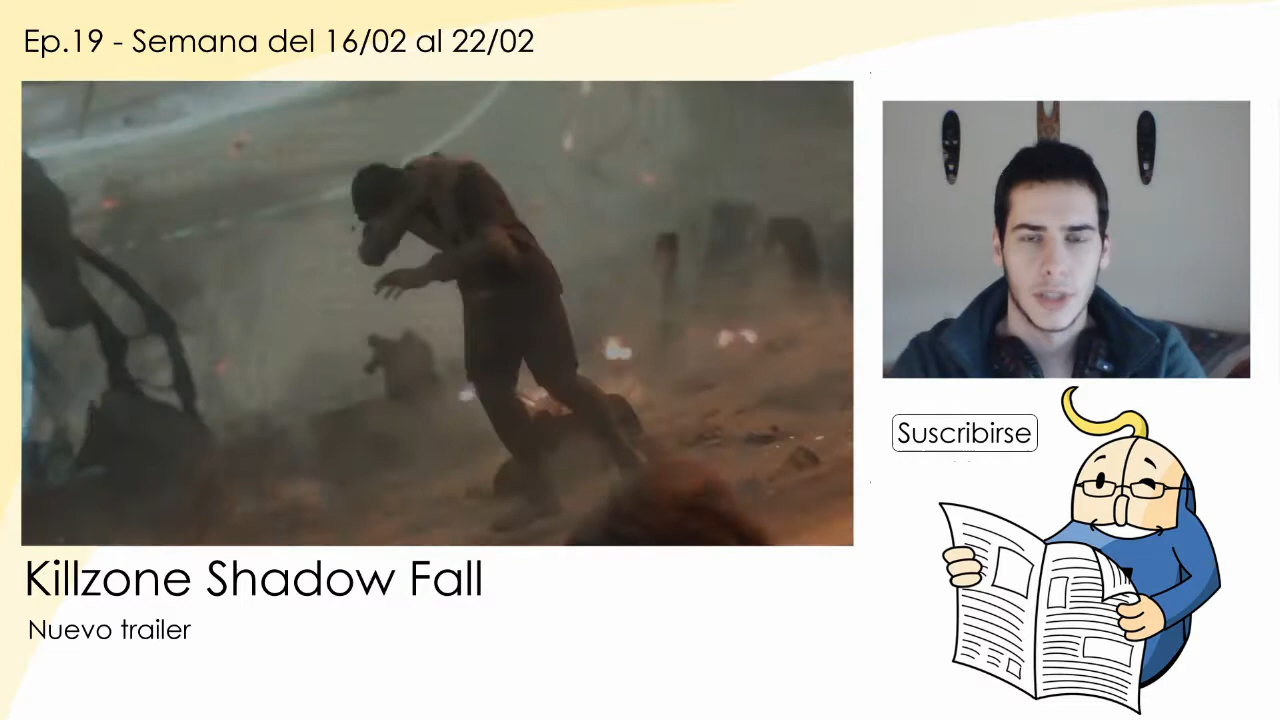 Ep.19 - Semana del 16/02 al 22/02
Suscribirse
Killzone Shadow Fall
Nuevo trailer